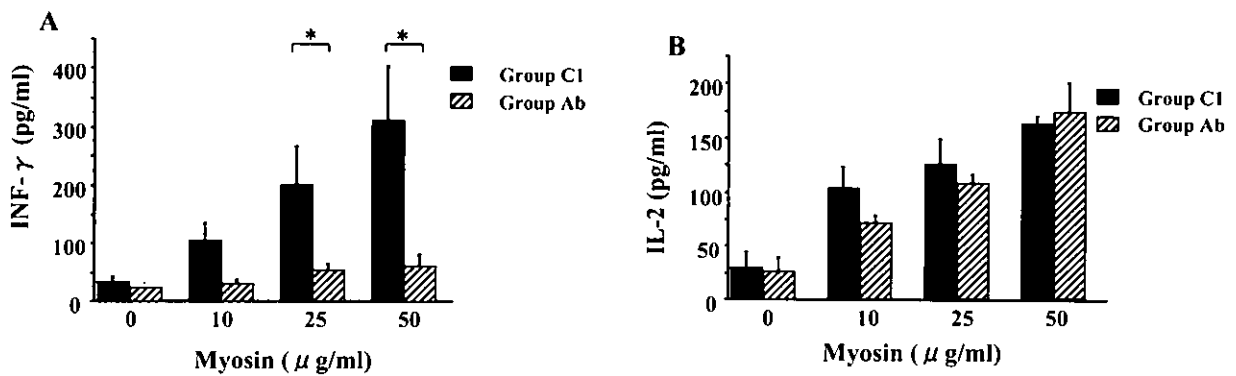 A
INF-γ (pg/ml)
400
300
200
100
0
* *
Group C1
Group Ab
0 10 25 50
Myosin ( μ g/ml)
B
IL-2 (pg/ml)
200
150
100
50
0
Group C1
Group Ab
0 10 25 50
Myosin ( μ g/ml)